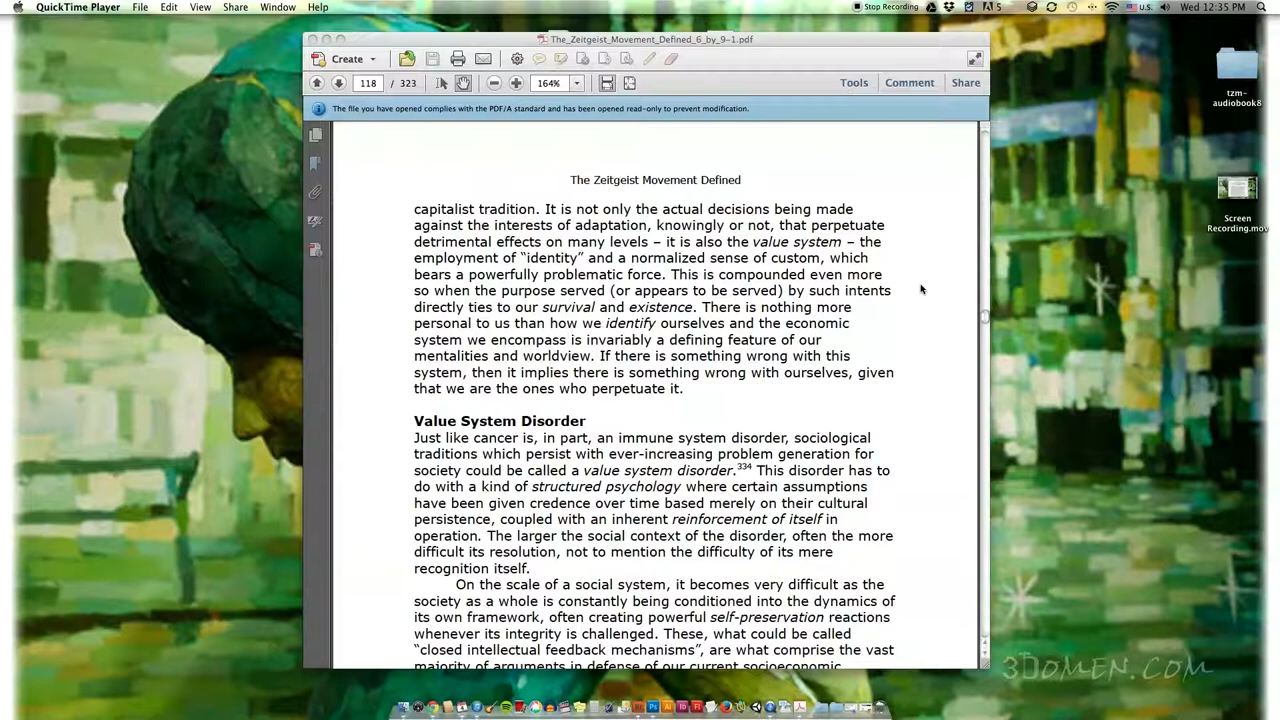 QuickTime Player File Edit View Share Window Help Stop Recording 5 U.S. Wed 12:35 PM
The_Zeitgeist_Movement_Defined_6_by_9-1.pdf
Create
118 / 323 164% Tools Comment Share
The file you have opened complies with the PDF/A standard and has been opened read-only to prevent modification.
tzm-
audiobook8
Screen
Recording.mov
The Zeitgeist Movement Defined
capitalist tradition. It is not only the actual decisions being made
against the interests of adaptation, knowingly or not, that perpetuate
detrimental effects on many levels – it is also the value system – the
employment of “identity” and a normalized sense of custom, which
bears a powerfully problematic force. This is compounded even more
so when the purpose served (or appears to be served) by such intents
directly ties to our survival and existence. There is nothing more
personal to us than how we identify ourselves and the economic
system we encompass is invariably a defining feature of our
mentalities and worldview. If there is something wrong with this
system, then it implies there is something wrong with ourselves, given
that we are the ones who perpetuate it.
Value System Disorder
Just like cancer is, in part, an immune system disorder, sociological
traditions which persist with ever-increasing problem generation for
society could be called a value system disorder.334 This disorder has to
do with a kind of structured psychology where certain assumptions
have been given credence over time based merely on their cultural
persistence, coupled with an inherent reinforcement of itself in
operation. The larger the social context of the disorder, often the more
difficult its resolution, not to mention the difficulty of its mere
recognition itself.
On the scale of a social system, it becomes very difficult as the
society as a whole is constantly being conditioned into the dynamics of
its own framework, often creating powerful self-preservation reactions
whenever its integrity is challenged. These, what could be called
“closed intellectual feedback mechanisms”, are what comprise the vast
majority of arguments in defense of our current socioeconomic
3DOMEN.COM